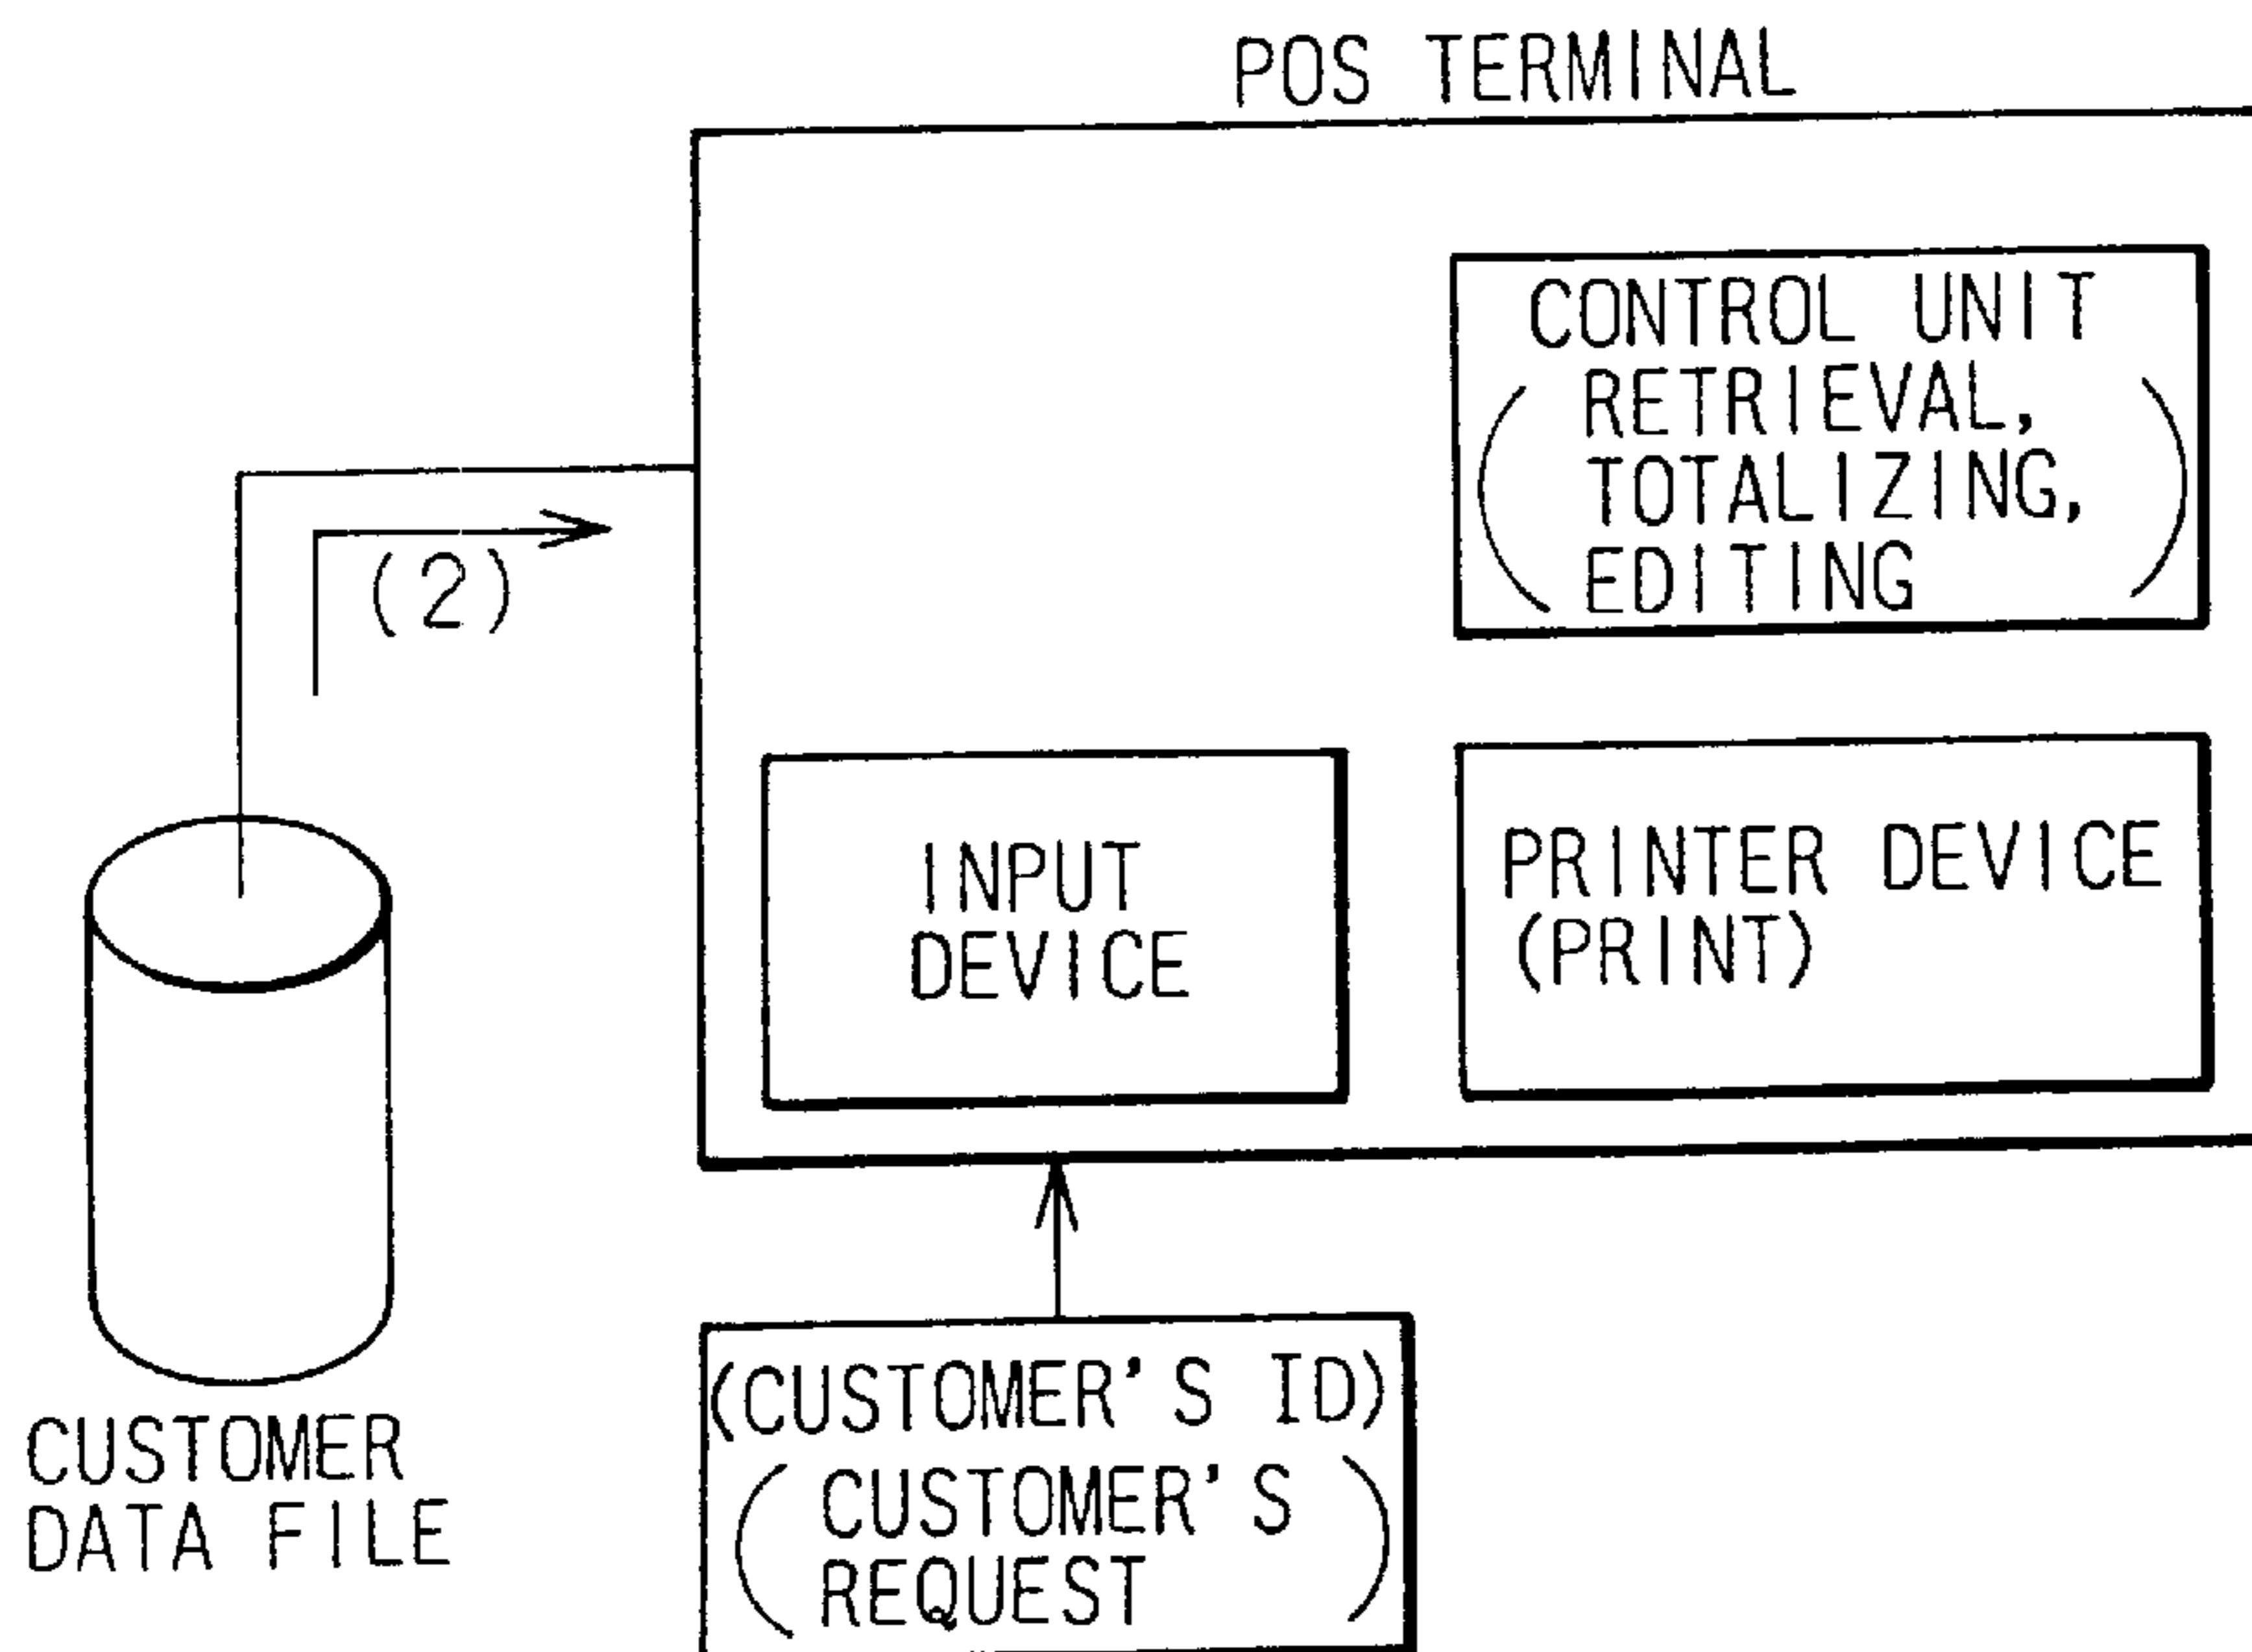 POS TERMINAL
CONTROL UNIT
( RETRIEVAL,
TOTALIZING,
EDITING )
(2)
INPUT
DEVICE
PRINTER DEVICE
(PRINT)
CUSTOMER
DATA FILE
(CUSTOMER'S ID)
( CUSTOMER'S
REQUEST )